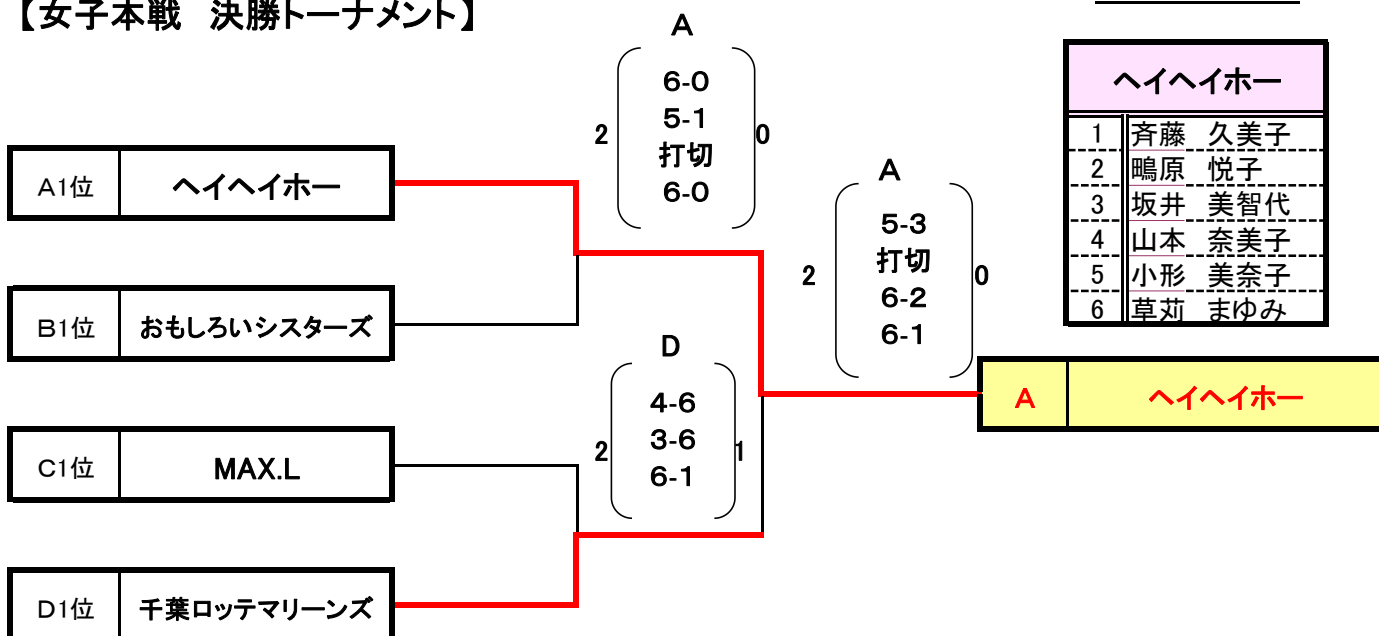 【女子本戦　決勝トーナメント】
A
6-0
5-1
打切
6-0
2
0
ヘイヘイホー
1 斉藤　久美子
2 鴫原　悦子
3 坂井　美智代
4 山本　奈美子
5 小形　美奈子
6 草苅　まゆみ
A1位 ヘイヘイホー
A
5-3
打切
6-2
6-1
2
0
B1位 おもしろいシスターズ
D
4-6
3-6
6-1
2
1
A ヘイヘイホー
C1位 MAX.L
D1位 千葉ロッテマリーンズ